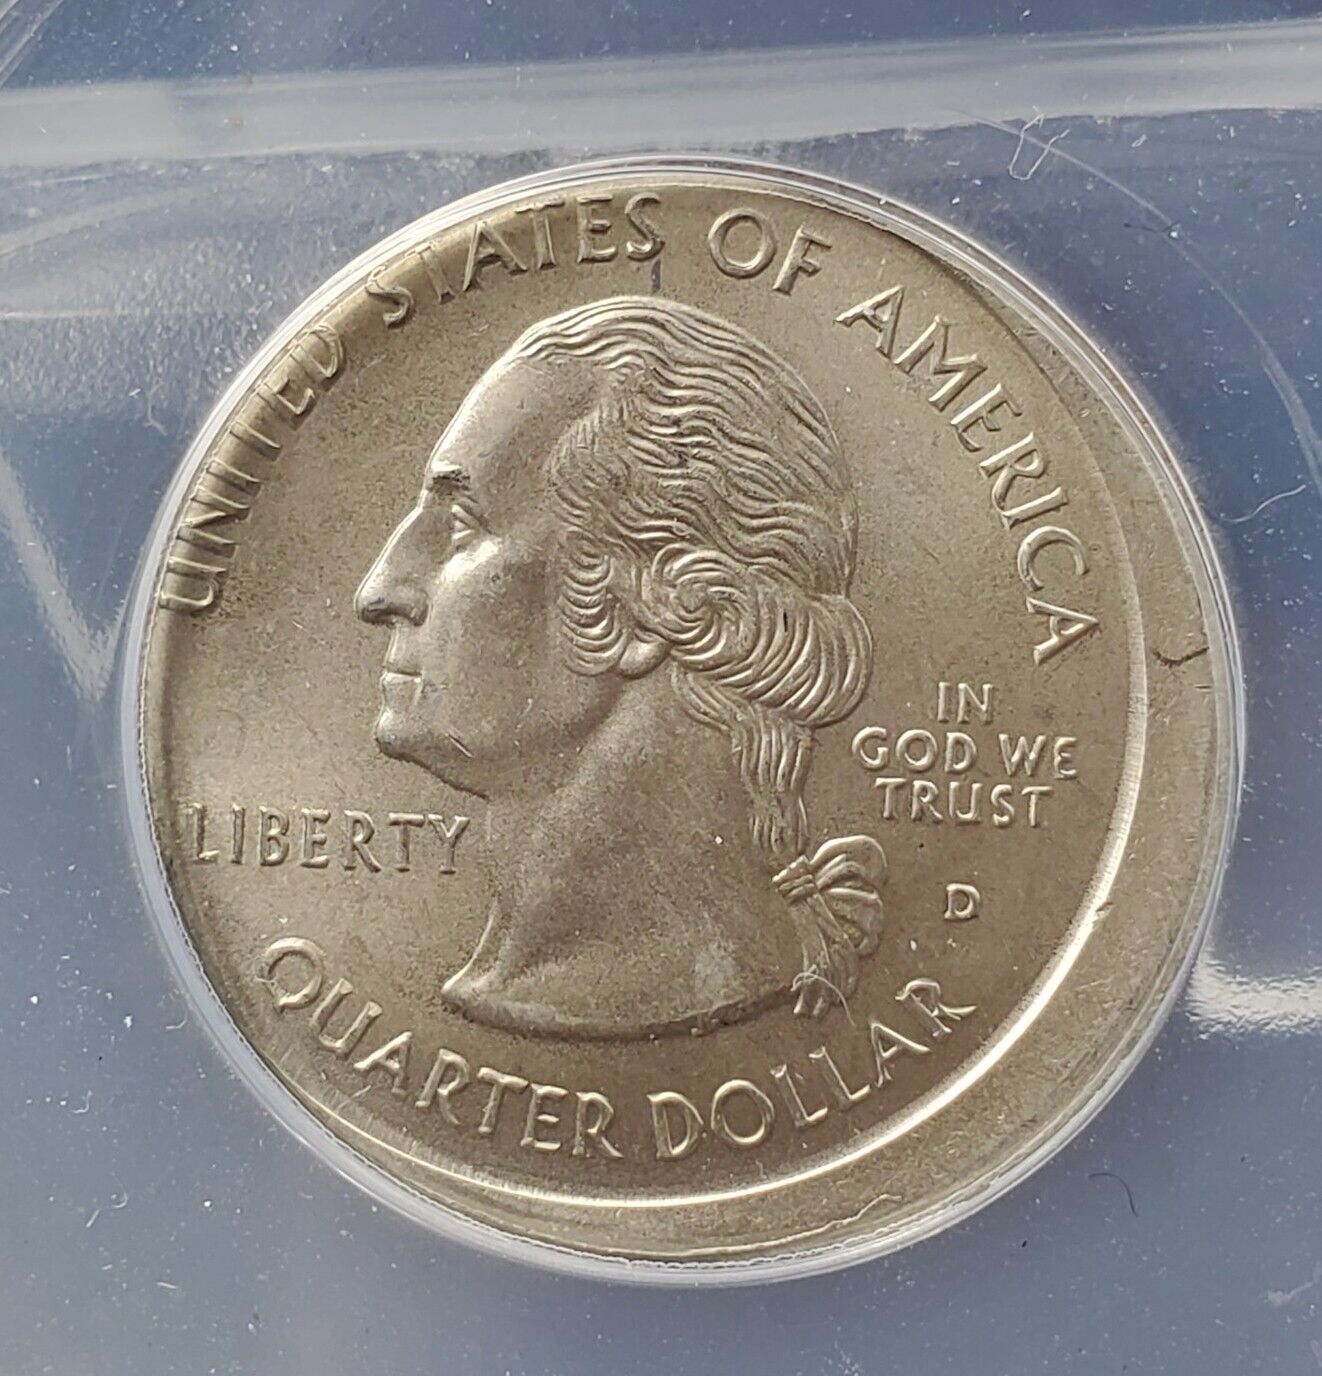 UNITED STATES OF AMERICA
LIBERTY
IN
GOD WE
TRUST
D
QUARTER DOLLAR